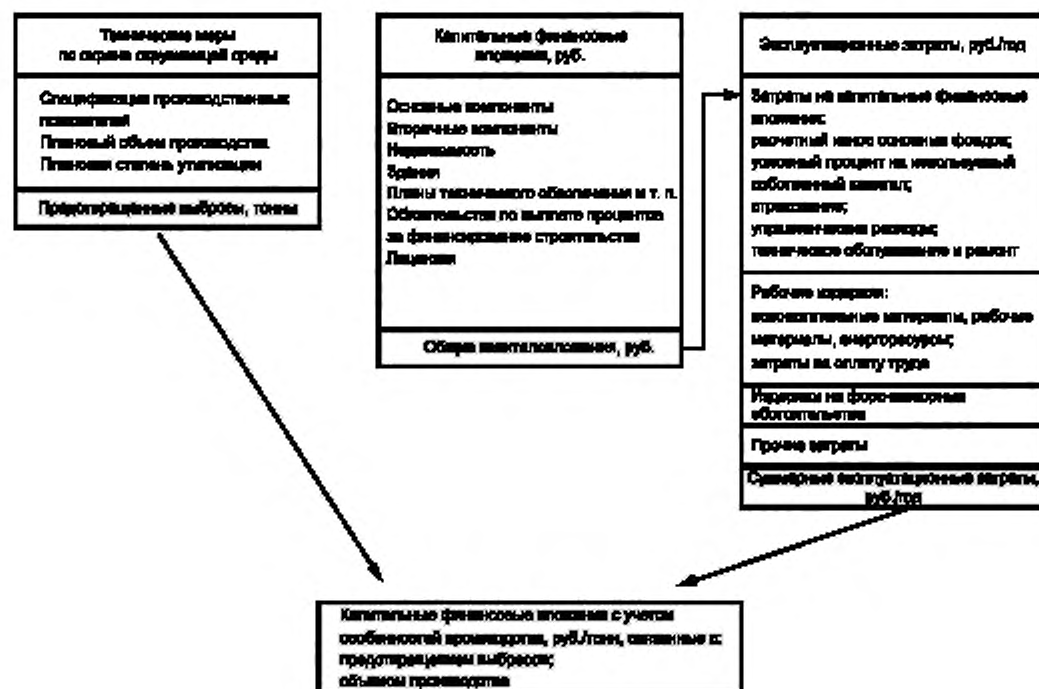 Технические меры
по охране окружающей среды
Спецификация производственных
показателей
Плановый объем производства
Плановая степень утилизации
Предотвращенные выбросы, тонны
Капитальные финансовые
вложения, руб.
Основные компоненты
Вторичные компоненты
Недвижимость
Здания
Планы технического обеспечения и т. п.
Обязательства по выплате процентов
за финансирование строительства
Лицензии
Общие капиталовложения, руб.
Эксплуатационные затраты, руб./год
Затраты на капитальные финансовые
вложения:
расчетный износ основных фондов;
условный процент на используемый
собственный капитал;
страхование;
управленческие расходы;
техническое обслуживание и ремонт
Рабочие издержки:
вспомогательные материалы, рабочие
материалы, энергоресурсы;
затраты на оплату труда
Издержки на форс-мажорные
обстоятельства
Прочие затраты
Суммарные эксплуатационные затраты,
руб./год
Капитальные финансовые вложения с учетом
особенностей производства, руб./тонн, связанные с:
предотвращением выбросов;
объемом производства